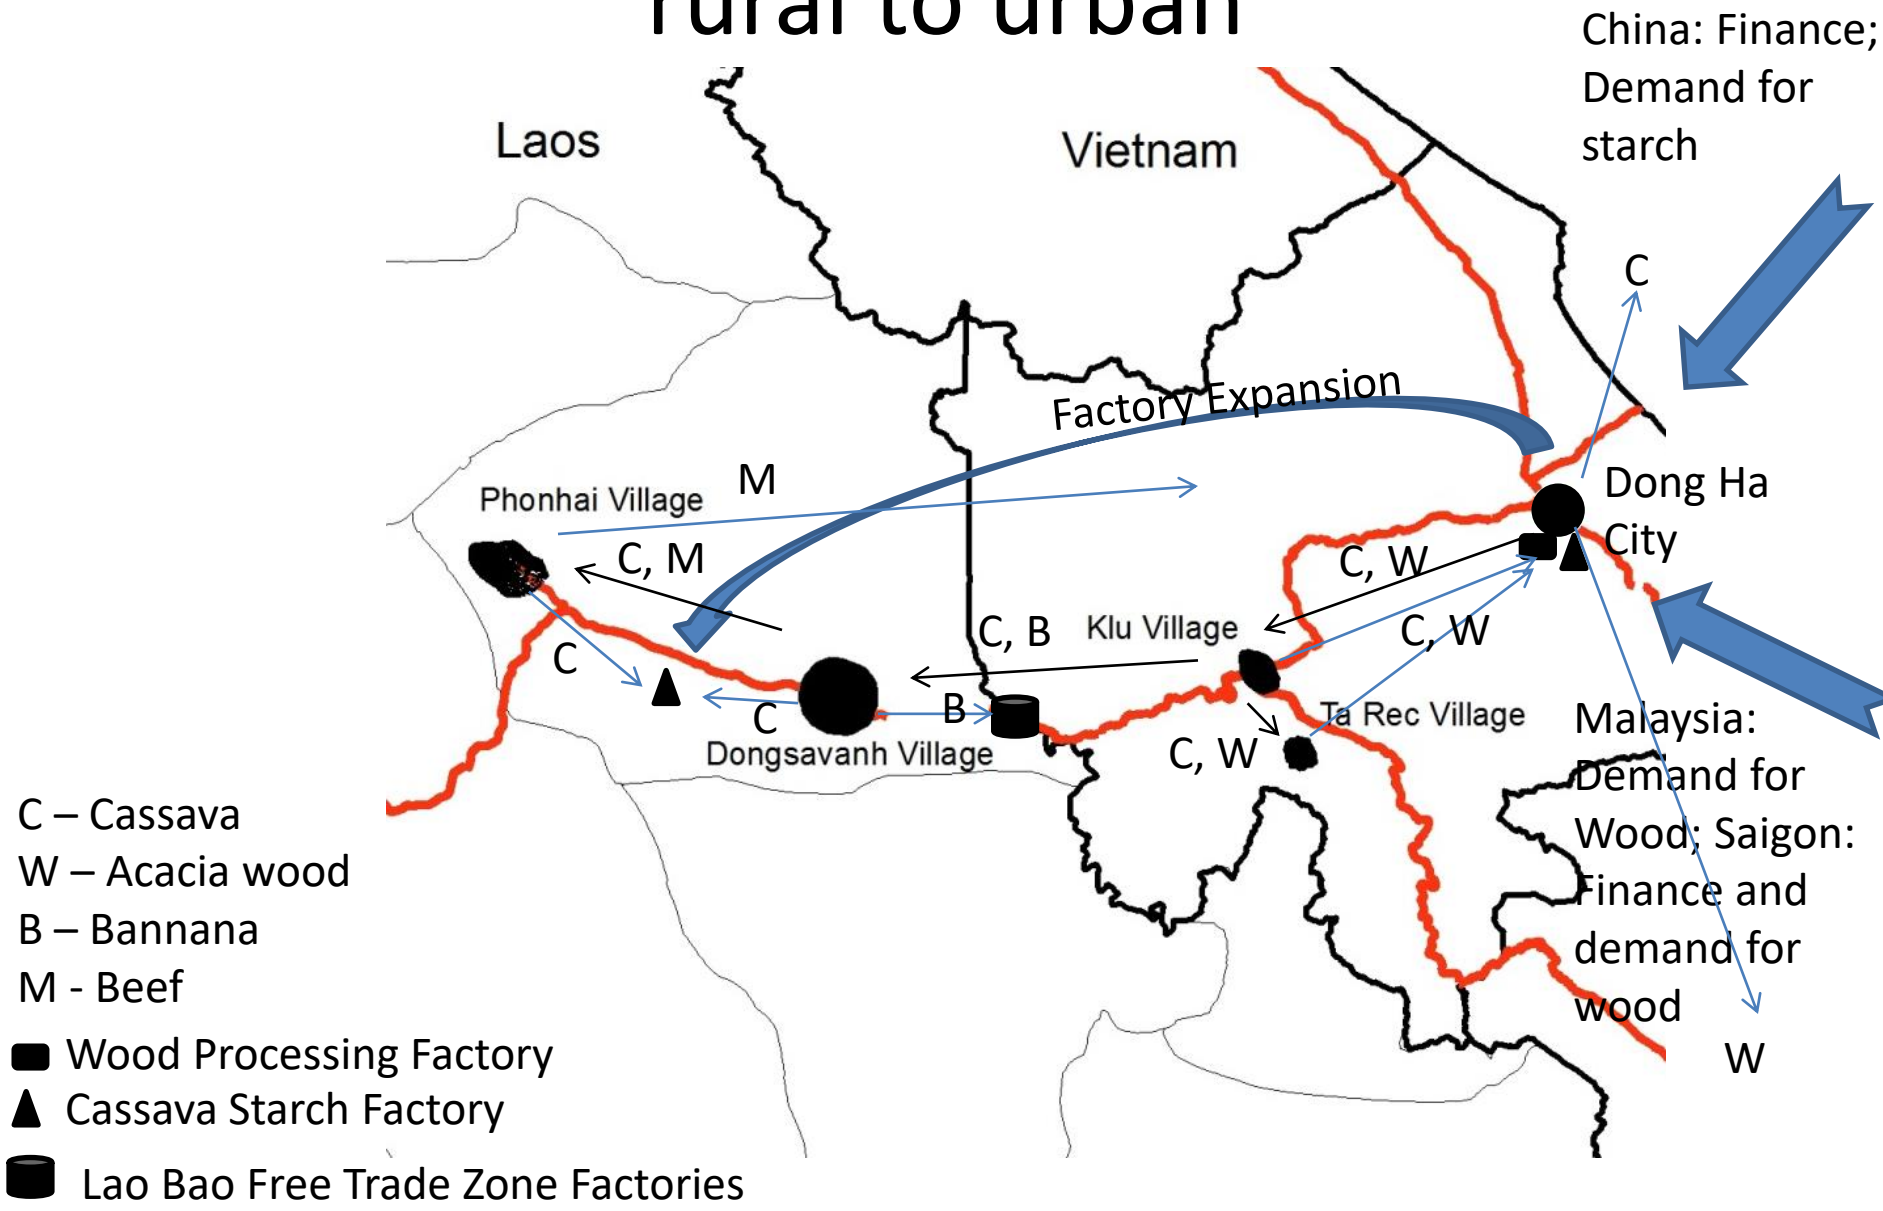 rural to urban
China: Finance;
Demand for
starch
Laos
Vietnam
C
Factory Expansion
M
Phonhai Village
Dong Ha
City
C, M
C, W
C, B
Klu Village
C, W
C
C
B
Ta Rec Village
Dongsavanh Village
C, W
Malaysia:
Demand for
Wood; Saigon:
Finance and
demand for
wood
W
C – Cassava
W – Acacia wood
B – Bannana
M - Beef
Wood Processing Factory
Cassava Starch Factory
Lao Bao Free Trade Zone Factories